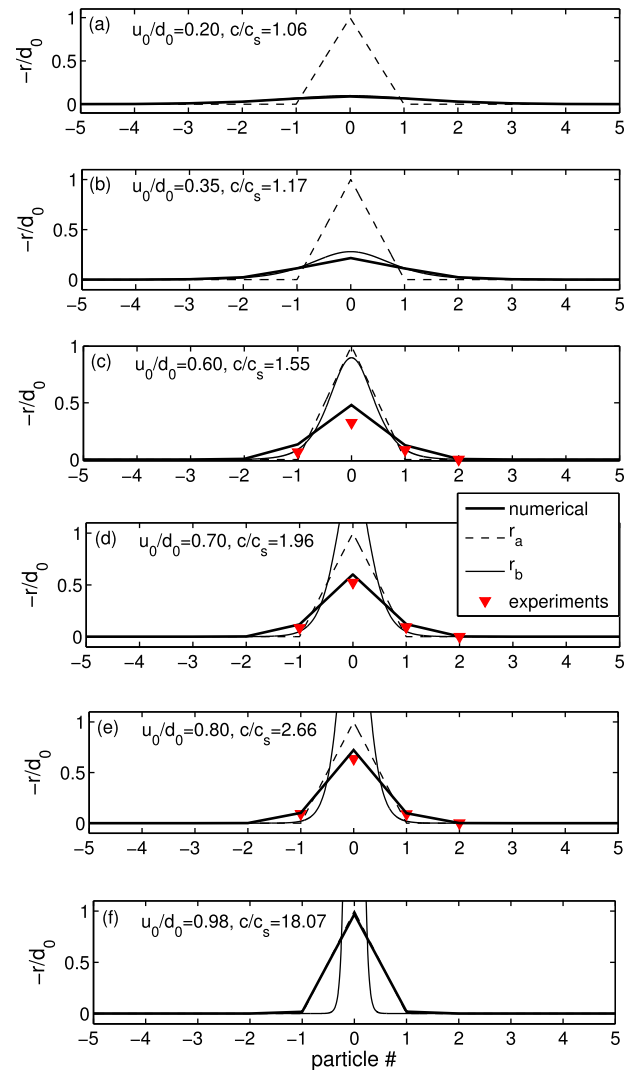 (a) u0/d0=0.20, c/cs=1.06
−r/d0
1
0.5
0
−5 −4 −3 −2 −1 0 1 2 3 4 5
(b) u0/d0=0.35, c/cs=1.17
−r/d0
1
0.5
0
−5 −4 −3 −2 −1 0 1 2 3 4 5
(c) u0/d0=0.60, c/cs=1.55
−r/d0
1
0.5
0
−5 −4 −3 −2 −1 0 1 2 3 4 5
numerical
ra
rb
experiments
(d) u0/d0=0.70, c/cs=1.96
−r/d0
1
0.5
0
−5 −4 −3 −2 −1 0 1 2 3 4 5
(e) u0/d0=0.80, c/cs=2.66
−r/d0
1
0.5
0
−5 −4 −3 −2 −1 0 1 2 3 4 5
(f) u0/d0=0.98, c/cs=18.07
−r/d0
1
0.5
0
−5 −4 −3 −2 −1 0 1 2 3 4 5
particle #